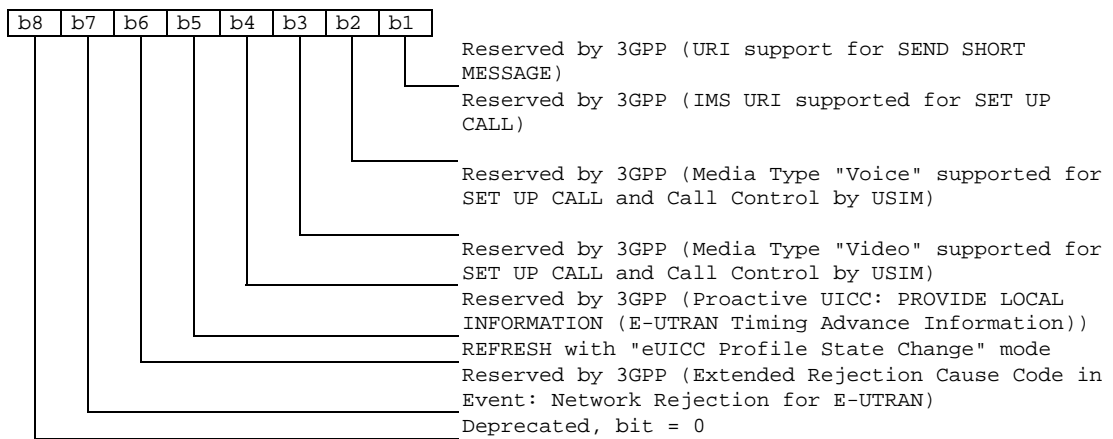 b8 b7 b6 b5 b4 b3 b2 b1
Reserved by 3GPP (URI support for SEND SHORT
MESSAGE)
Reserved by 3GPP (IMS URI supported for SET UP
CALL)
Reserved by 3GPP (Media Type "Voice" supported for
SET UP CALL and Call Control by USIM)
Reserved by 3GPP (Media Type "Video" supported for
SET UP CALL and Call Control by USIM)
Reserved by 3GPP (Proactive UICC: PROVIDE LOCAL
INFORMATION (E-UTRAN Timing Advance Information))
REFRESH with "eUICC Profile State Change" mode
Reserved by 3GPP (Extended Rejection Cause Code in
Event: Network Rejection for E-UTRAN)
Deprecated, bit = 0